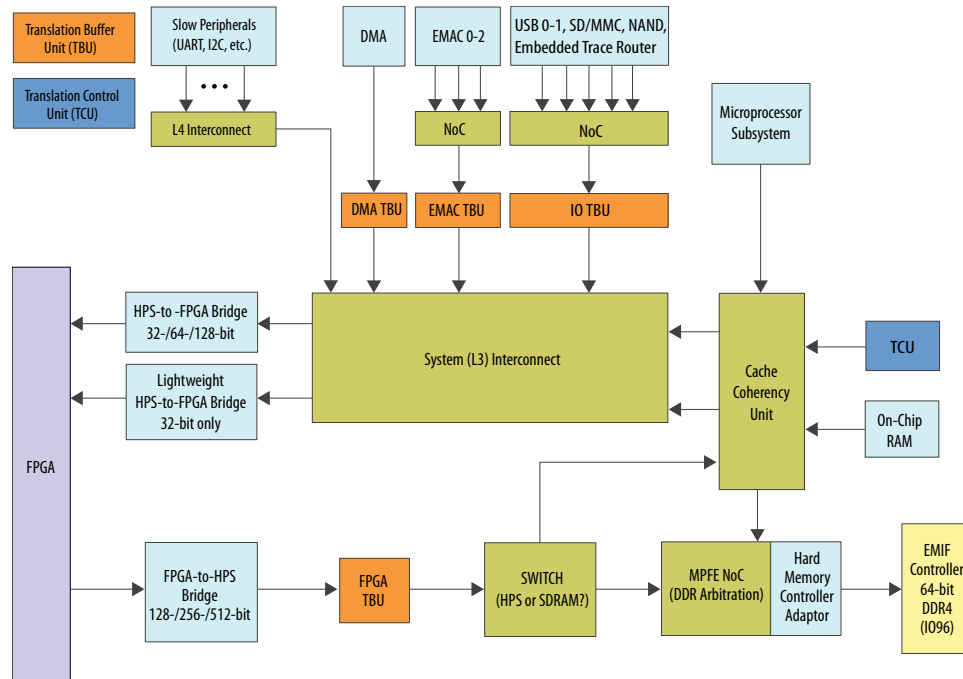 Translation Buffer
Unit (TBU)
Translation Control
Unit (TCU)
Slow Peripherals
(UART, I2C, etc.)
DMA
EMAC 0-2
USB 0-1, SD/MMC, NAND,
Embedded Trace Router
L4 Interconnect
NoC
NoC
Microprocessor
Subsystem
DMA TBU
EMAC TBU
IO TBU
HPS-to -FPGA Bridge
32-/64-/128-bit
Lightweight
HPS-to-FPGA Bridge
32-bit only
System (L3) Interconnect
Cache
Coherency
Unit
TCU
On-Chip
RAM
FPGA
FPGA-to-HPS
Bridge
128-/256-/512-bit
FPGA
TBU
SWITCH
(HPS or SDRAM?)
MPFE NoC
(DDR Arbitration)
Hard
Memory
Controller
Adaptor
EMIF
Controller
64-bit
DDR4
(IO96)